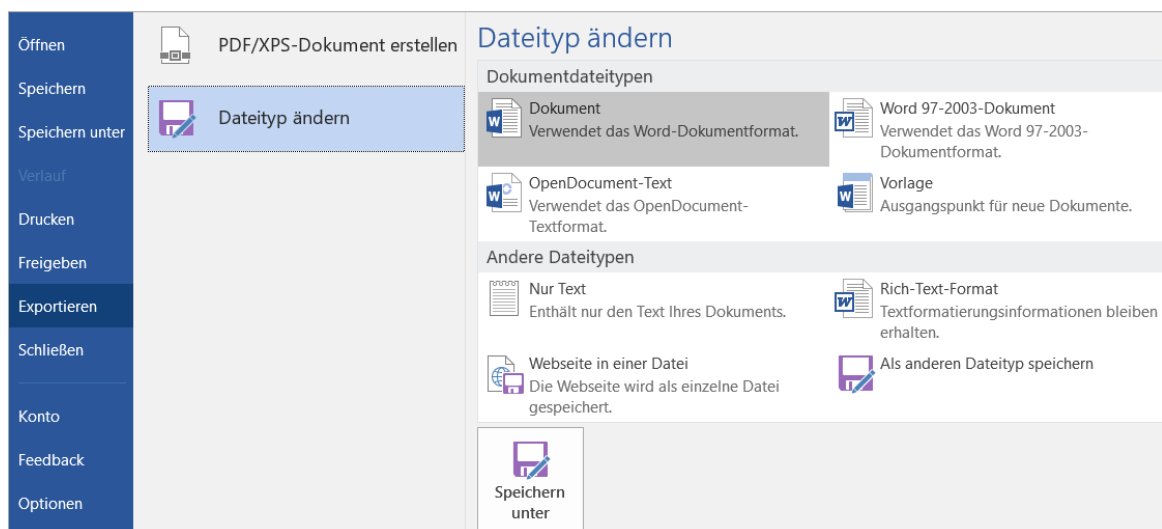 Öffnen
Speichern
Speichern unter
Verlauf
Drucken
Freigeben
Exportieren
Schließen
Konto
Feedback
Optionen
PDF/XPS-Dokument erstellen
Dateityp ändern
Dateityp ändern
Dokumentdateitypen
Dokument
Verwendet das Word-Dokumentformat.
Word 97-2003-Dokument
Verwendet das Word 97-2003-
Dokumentformat.
OpenDocument-Text
Verwendet das OpenDocument-
Textformat.
Vorlage
Ausgangspunkt für neue Dokumente.
Andere Dateitypen
Nur Text
Enthält nur den Text Ihres Dokuments.
Rich-Text-Format
Textformatierungsinformationen bleiben
erhalten.
Webseite in einer Datei
Die Webseite wird als einzelne Datei
gespeichert.
Als anderen Dateityp speichern
Speichern
unter